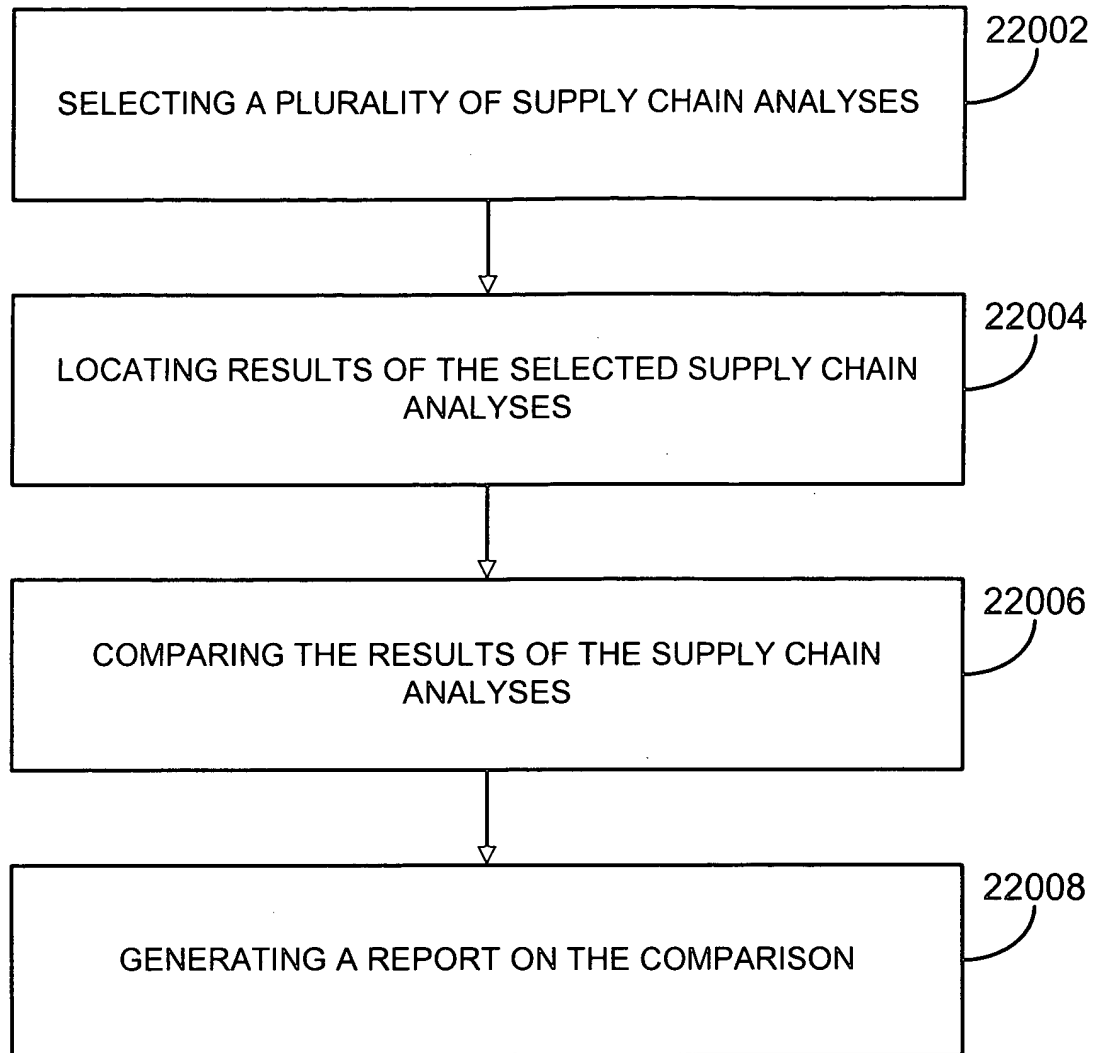 22002
SELECTING A PLURALITY OF SUPPLY CHAIN ANALYSES
22004
LOCATING RESULTS OF THE SELECTED SUPPLY CHAIN
ANALYSES
22006
COMPARING THE RESULTS OF THE SUPPLY CHAIN
ANALYSES
22008
GENERATING A REPORT ON THE COMPARISON